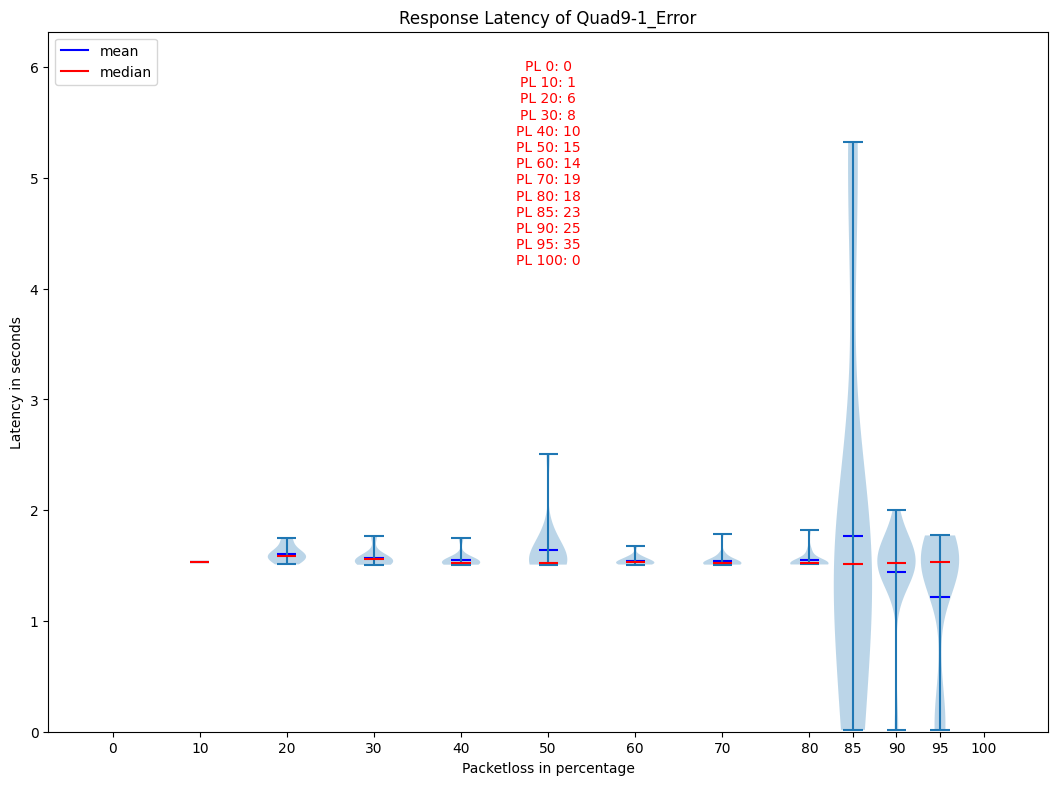 Response Latency of Quad9-1_Error
mean
median
PL 0: 0
PL 10: 1
PL 20: 6
PL 30: 8
PL 40: 10
PL 50: 15
PL 60: 14
PL 70: 19
PL 80: 18
PL 85: 23
PL 90: 25
PL 95: 35
PL 100: 0
Latency in seconds
6
5
4
3
2
1
0
0 10 20 30 40 50 60 70 80 85 90 95 100
Packetloss in percentage